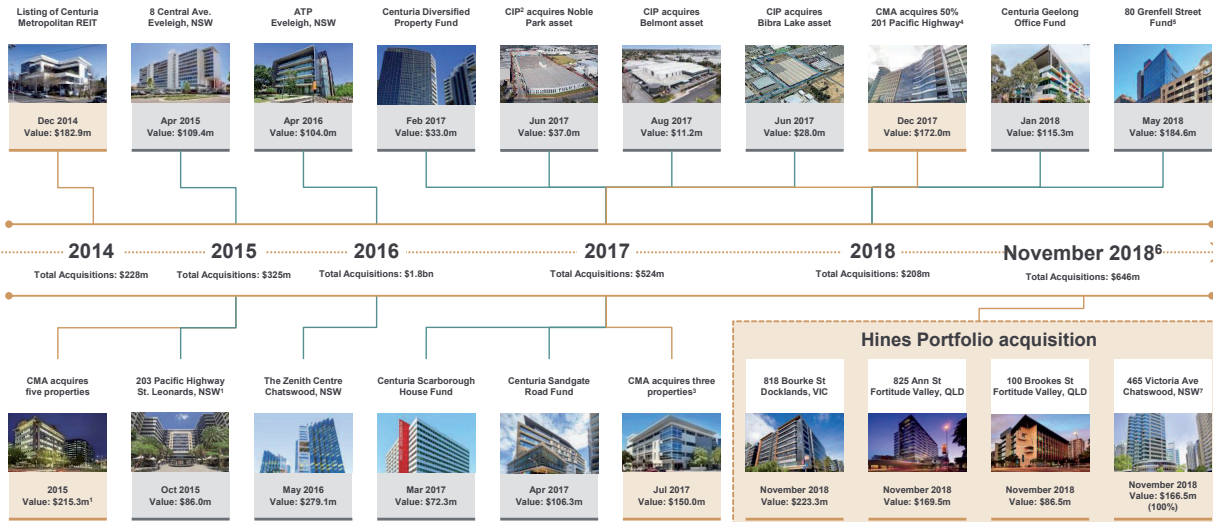 Listing of Centuria
Metropolitan REIT
8 Central Ave.
Eveleigh, NSW
ATP
Eveleigh, NSW
Centuria Diversified
Property Fund
CIP² acquires Noble
Park asset
CIP acquires
Belmont asset
CIP acquires
Bibra Lake asset
CMA acquires 50%
201 Pacific Highway⁴
Centuria Geelong
Office Fund
80 Grenfell Street
Fund⁵
Dec 2014
Value: $182.9m
Apr 2015
Value: $109.4m
Apr 2016
Value: $104.0m
Feb 2017
Value: $33.0m
Jun 2017
Value: $37.0m
Aug 2017
Value: $11.2m
Jun 2017
Value: $28.0m
Dec 2017
Value: $172.0m
Jan 2018
Value: $115.3m
May 2018
Value: $184.6m
2014
Total Acquisitions: $228m
2015
Total Acquisitions: $325m
2016
Total Acquisitions: $1.8bn
2017
Total Acquisitions: $524m
2018
Total Acquisitions: $208m
November 2018⁶
Total Acquisitions: $646m
Hines Portfolio acquisition
CMA acquires
five properties
203 Pacific Highway
St. Leonards, NSW¹
The Zenith Centre
Chatswood, NSW
Centuria Scarborough
House Fund
Centuria Sandgate
Road Fund
CMA acquires three
properties³
818 Bourke St
Docklands, VIC
825 Ann St
Fortitude Valley, QLD
100 Brookes St
Fortitude Valley, QLD
465 Victoria Ave
Chatswood, NSW⁷
2015
Value: $215.3m¹
Oct 2015
Value: $86.0m
May 2016
Value: $279.1m
Mar 2017
Value: $72.3m
Apr 2017
Value: $106.3m
Jul 2017
Value: $150.0m
November 2018
Value: $223.3m
November 2018
Value: $169.5m
November 2018
Value: $86.5m
November 2018
Value: $166.5m
(100%)